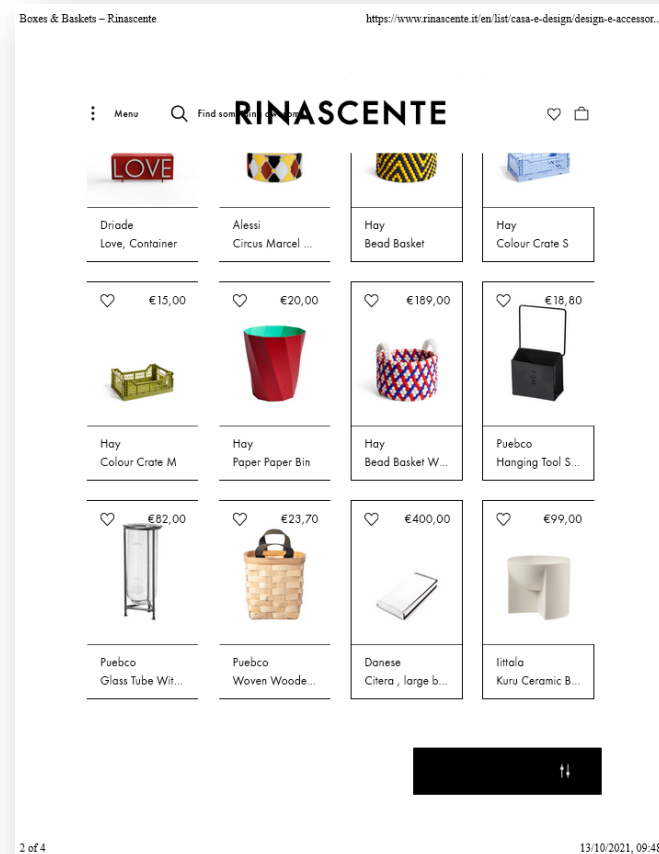 Boxes & Baskets – Rinascente https://www.rinascente.it/en/list/casa-e-design/design-e-accessor...
Menu Find something awesome RINASCENTE
LOVE
Driade Alessi Hay Hay
Love, Container Circus Marcel ... Bead Basket Colour Crate S
€15,00 €20,00 €189,00 €18,80
Hay Hay Hay Puebco
Colour Crate M Paper Paper Bin Bead Basket W... Hanging Tool S...
€82,00 €23,70 €400,00 €99,00
Puebco Puebco Danese Iittala
Glass Tube Wit... Woven Woode... Citera , large b... Kuru Ceramic B...
2 of 4 13/10/2021, 09:48